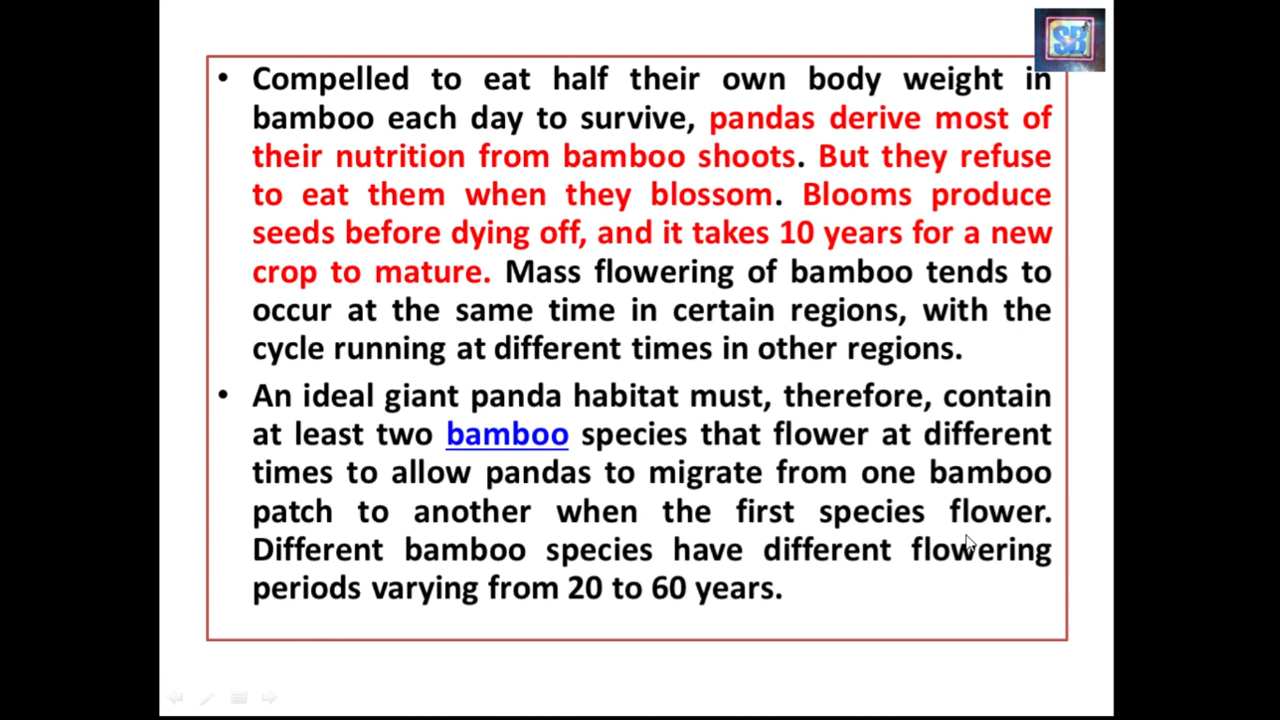 SB
• Compelled to eat half their own body weight in
bamboo each day to survive, pandas derive most of
their nutrition from bamboo shoots. But they refuse
to eat them when they blossom. Blooms produce
seeds before dying off, and it takes 10 years for a new
crop to mature. Mass flowering of bamboo tends to
occur at the same time in certain regions, with the
cycle running at different times in other regions.
• An ideal giant panda habitat must, therefore, contain
at least two bamboo species that flower at different
times to allow pandas to migrate from one bamboo
patch to another when the first species flower.
Different bamboo species have different flowering
periods varying from 20 to 60 years.